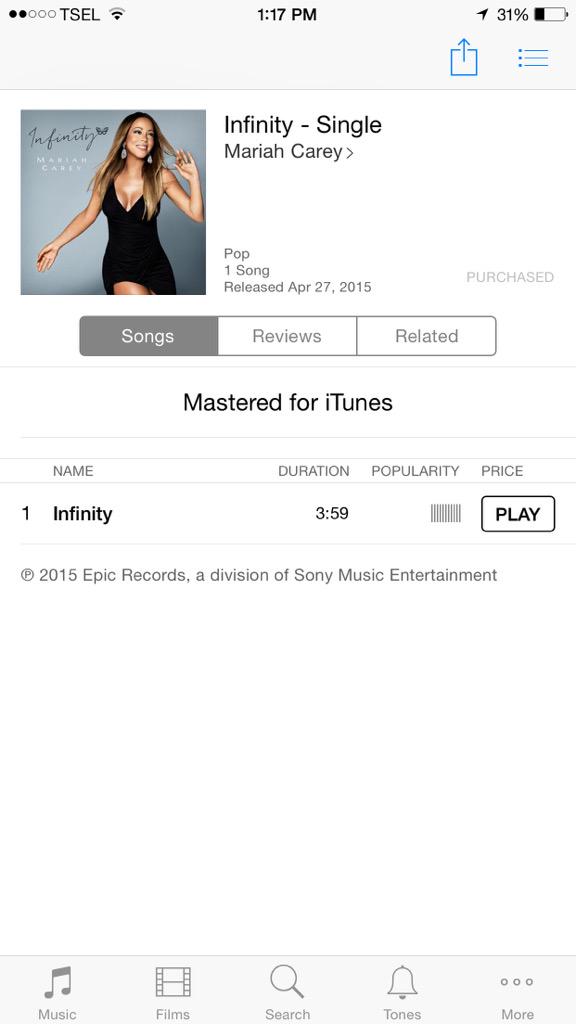 TSEL 1:17 PM 31%
Infinity
MARIAH
CAREY
Infinity - Single
Mariah Carey
Pop
1 Song
Released Apr 27, 2015
PURCHASED
Songs Reviews Related
Mastered for iTunes
NAME DURATION POPULARITY PRICE
1 Infinity 3:59 PLAY
℗ 2015 Epic Records, a division of Sony Music Entertainment
Music Films Search Tones More